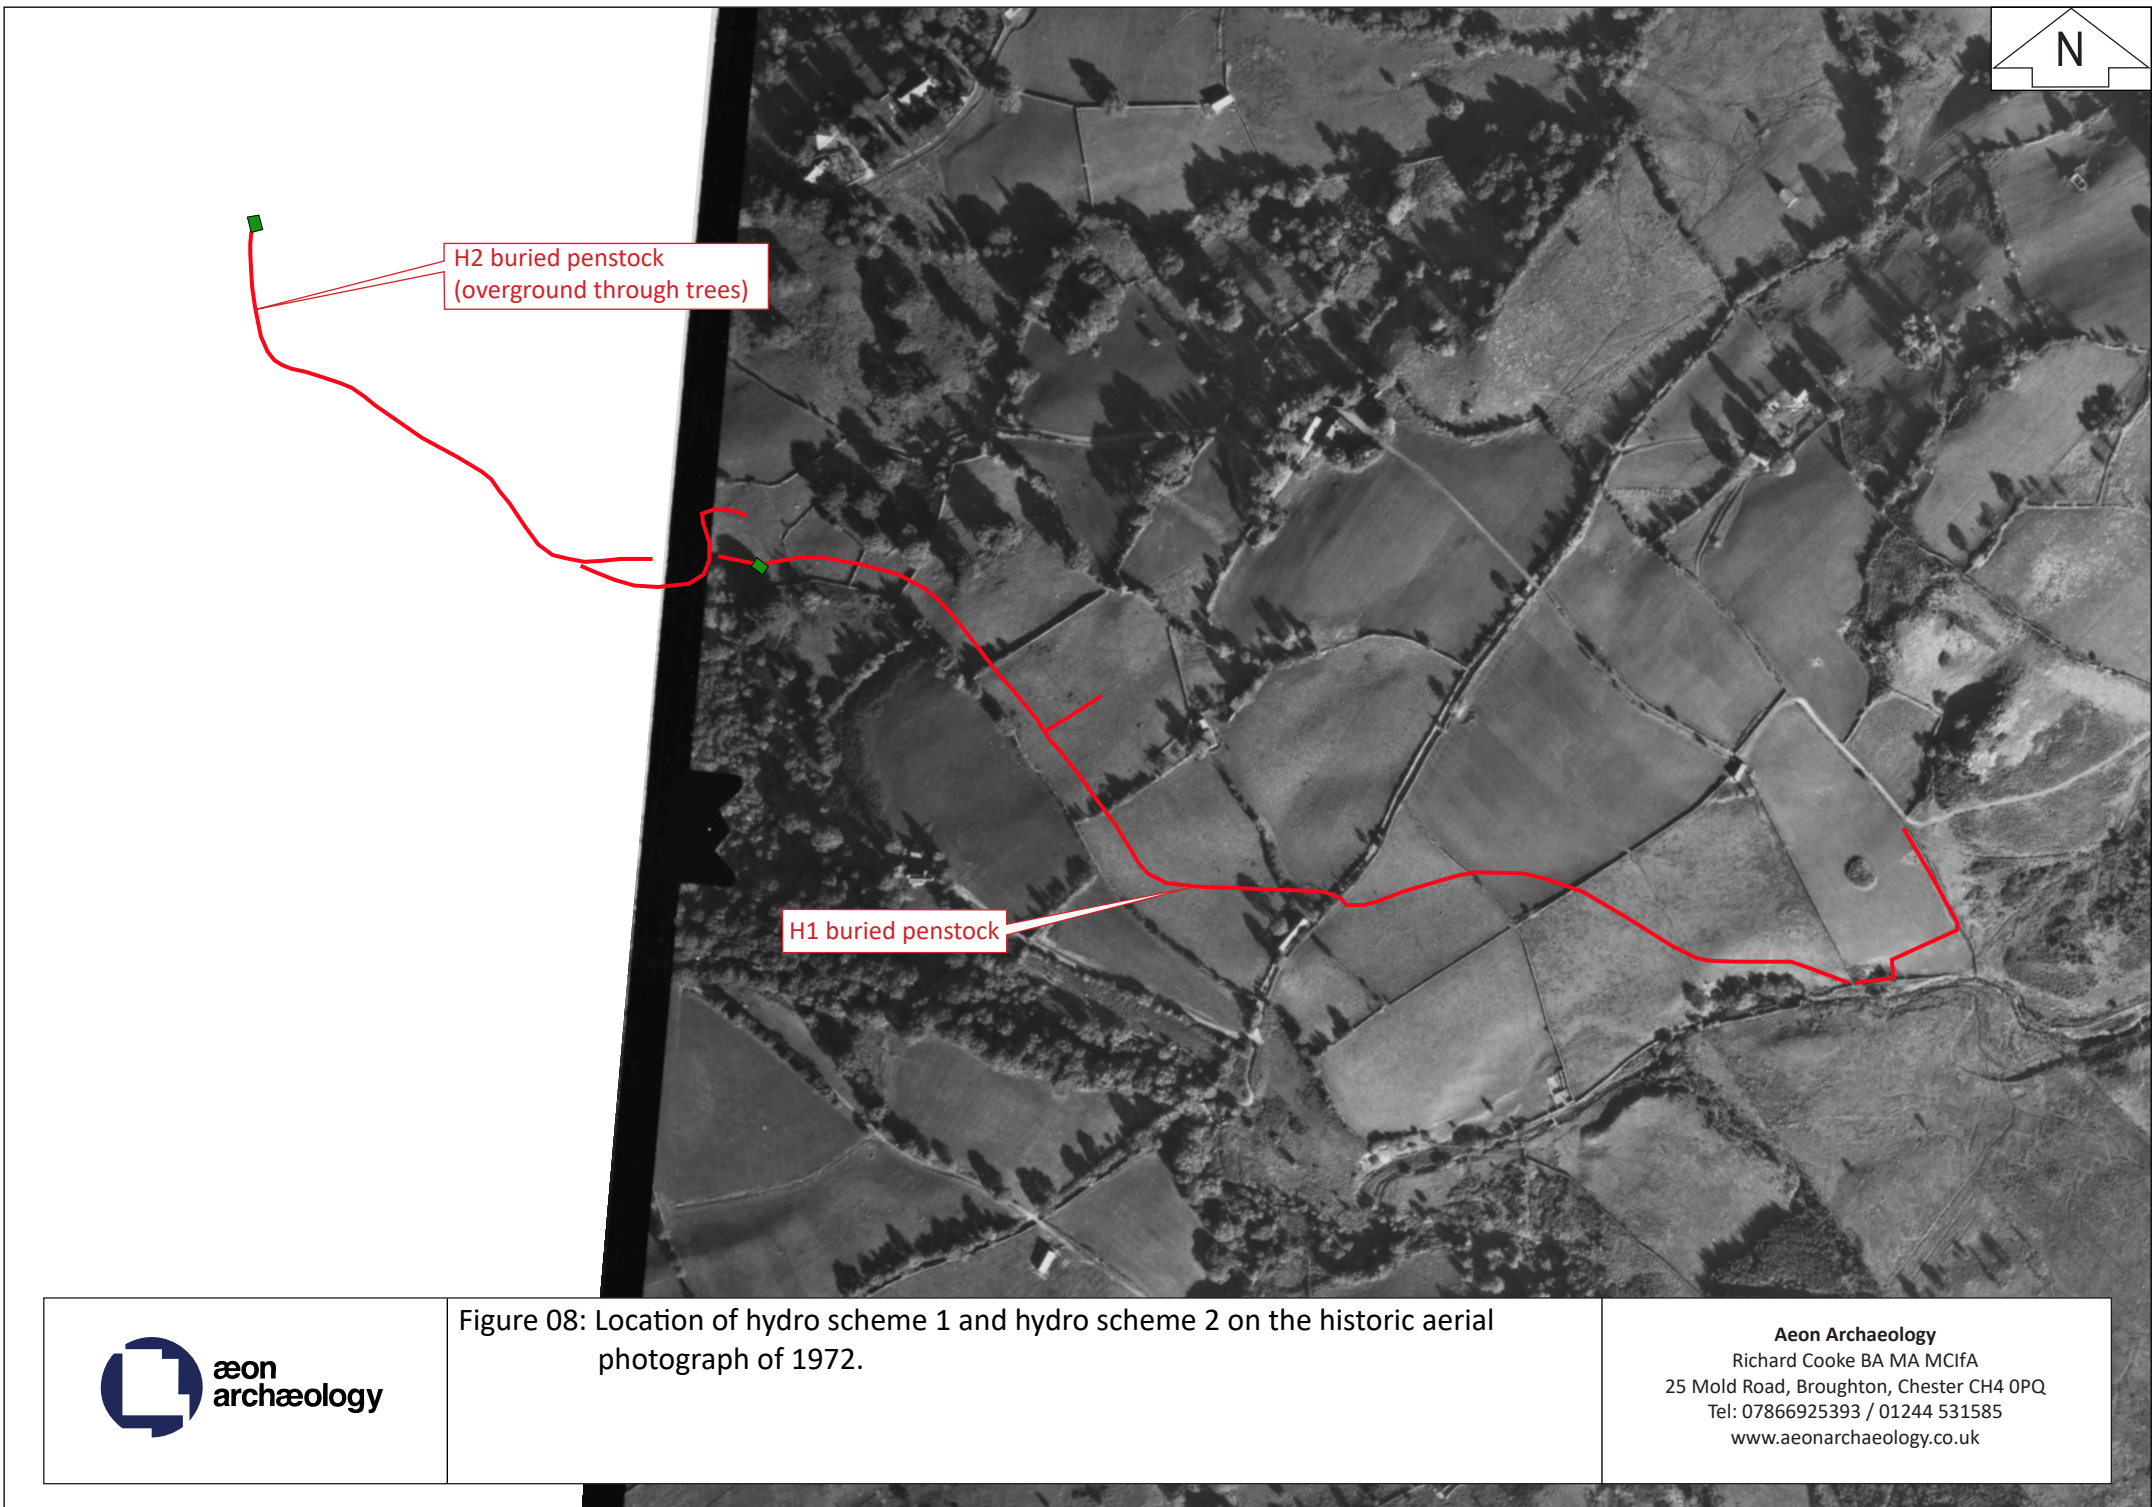 N
H2 buried penstock
(overground through trees)
H1 buried penstock
æon
archæology
Figure 08: Location of hydro scheme 1 and hydro scheme 2 on the historic aerial
photograph of 1972.
Aeon Archaeology
Richard Cooke BA MA MCIfA
25 Mold Road, Broughton, Chester CH4 0PQ
Tel: 07866925393 / 01244 531585
www.aeonarchaeology.co.uk